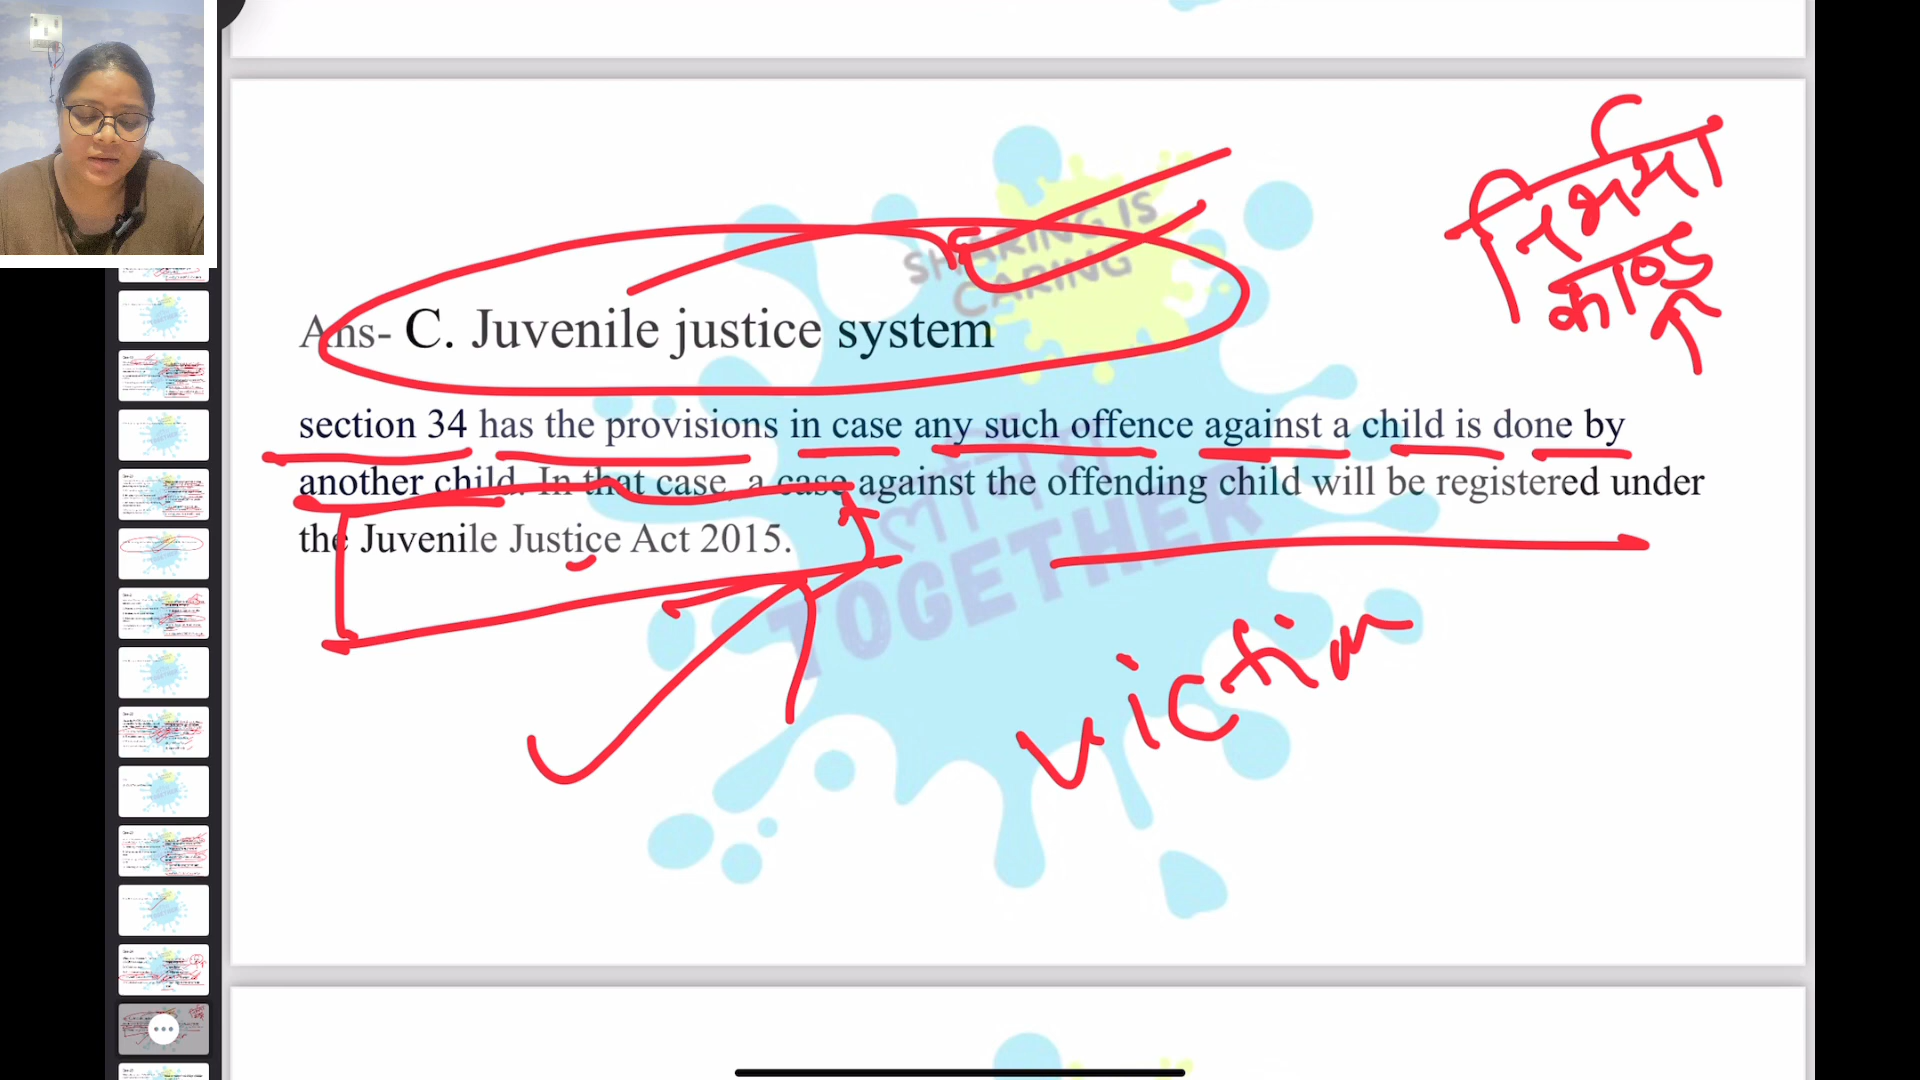 निर्भया
काण्ड
SHARING IS
CARING
Ans- C. Juvenile justice system
section 34 has the provisions in case any such offence against a child is done by
another child. In that case, a case against the offending child will be registered under
the Juvenile Justice Act 2015.
TOGETHER
victim